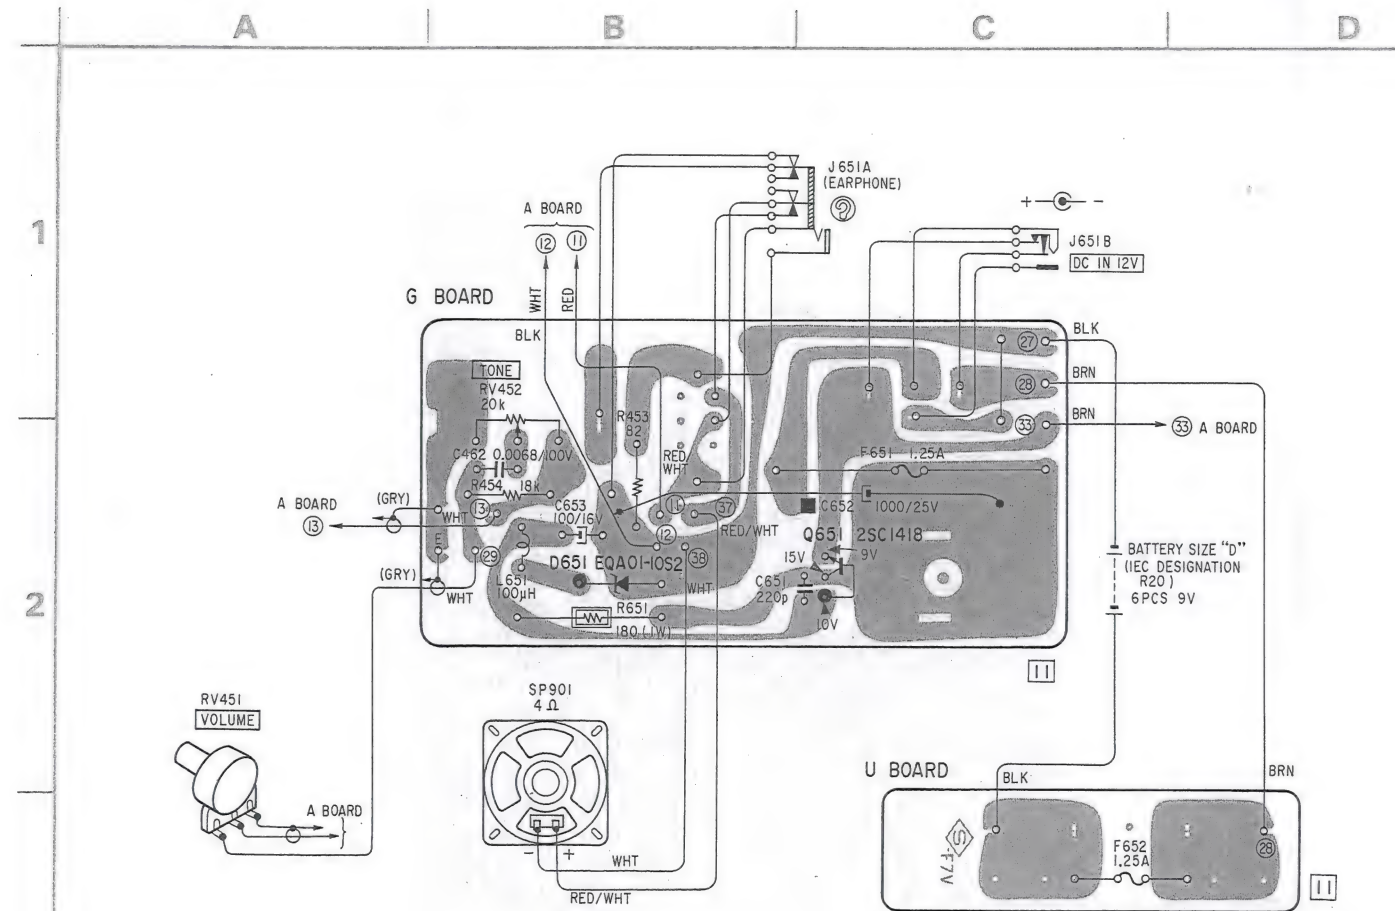 A B C D
1
J651A
(EARPHONE)
A BOARD
12 11
+ -
J651B
DC IN 12V
WHT
RED
G BOARD
BLK
BLK
27
TONE
RV452
20k
BRN
28
R453
82
BRN
33
33 A BOARD
C462 0.0068/100V
RED
WHT
F651 1.25A
R454 18k
A BOARD
13
(GRY)
WHT
13
C653
100/16V
11
37
C652
1000/25V
RED/WHT
12
Q651 2SC1418
E
29
D651 EQA01-10S2
38
15V
9V
BATTERY SIZE "D"
(IEC DESIGNATION
R20)
6PCS 9V
(GRY)
WHT
L651
100μH
WHT
C651
220p
2
R651
180(1W)
10V
11
RV451
VOLUME
SP901
4Ω
U BOARD
BLK
BRN
A BOARD
F652
1.25A
28
S
-F7V
- +
WHT
RED/WHT
11